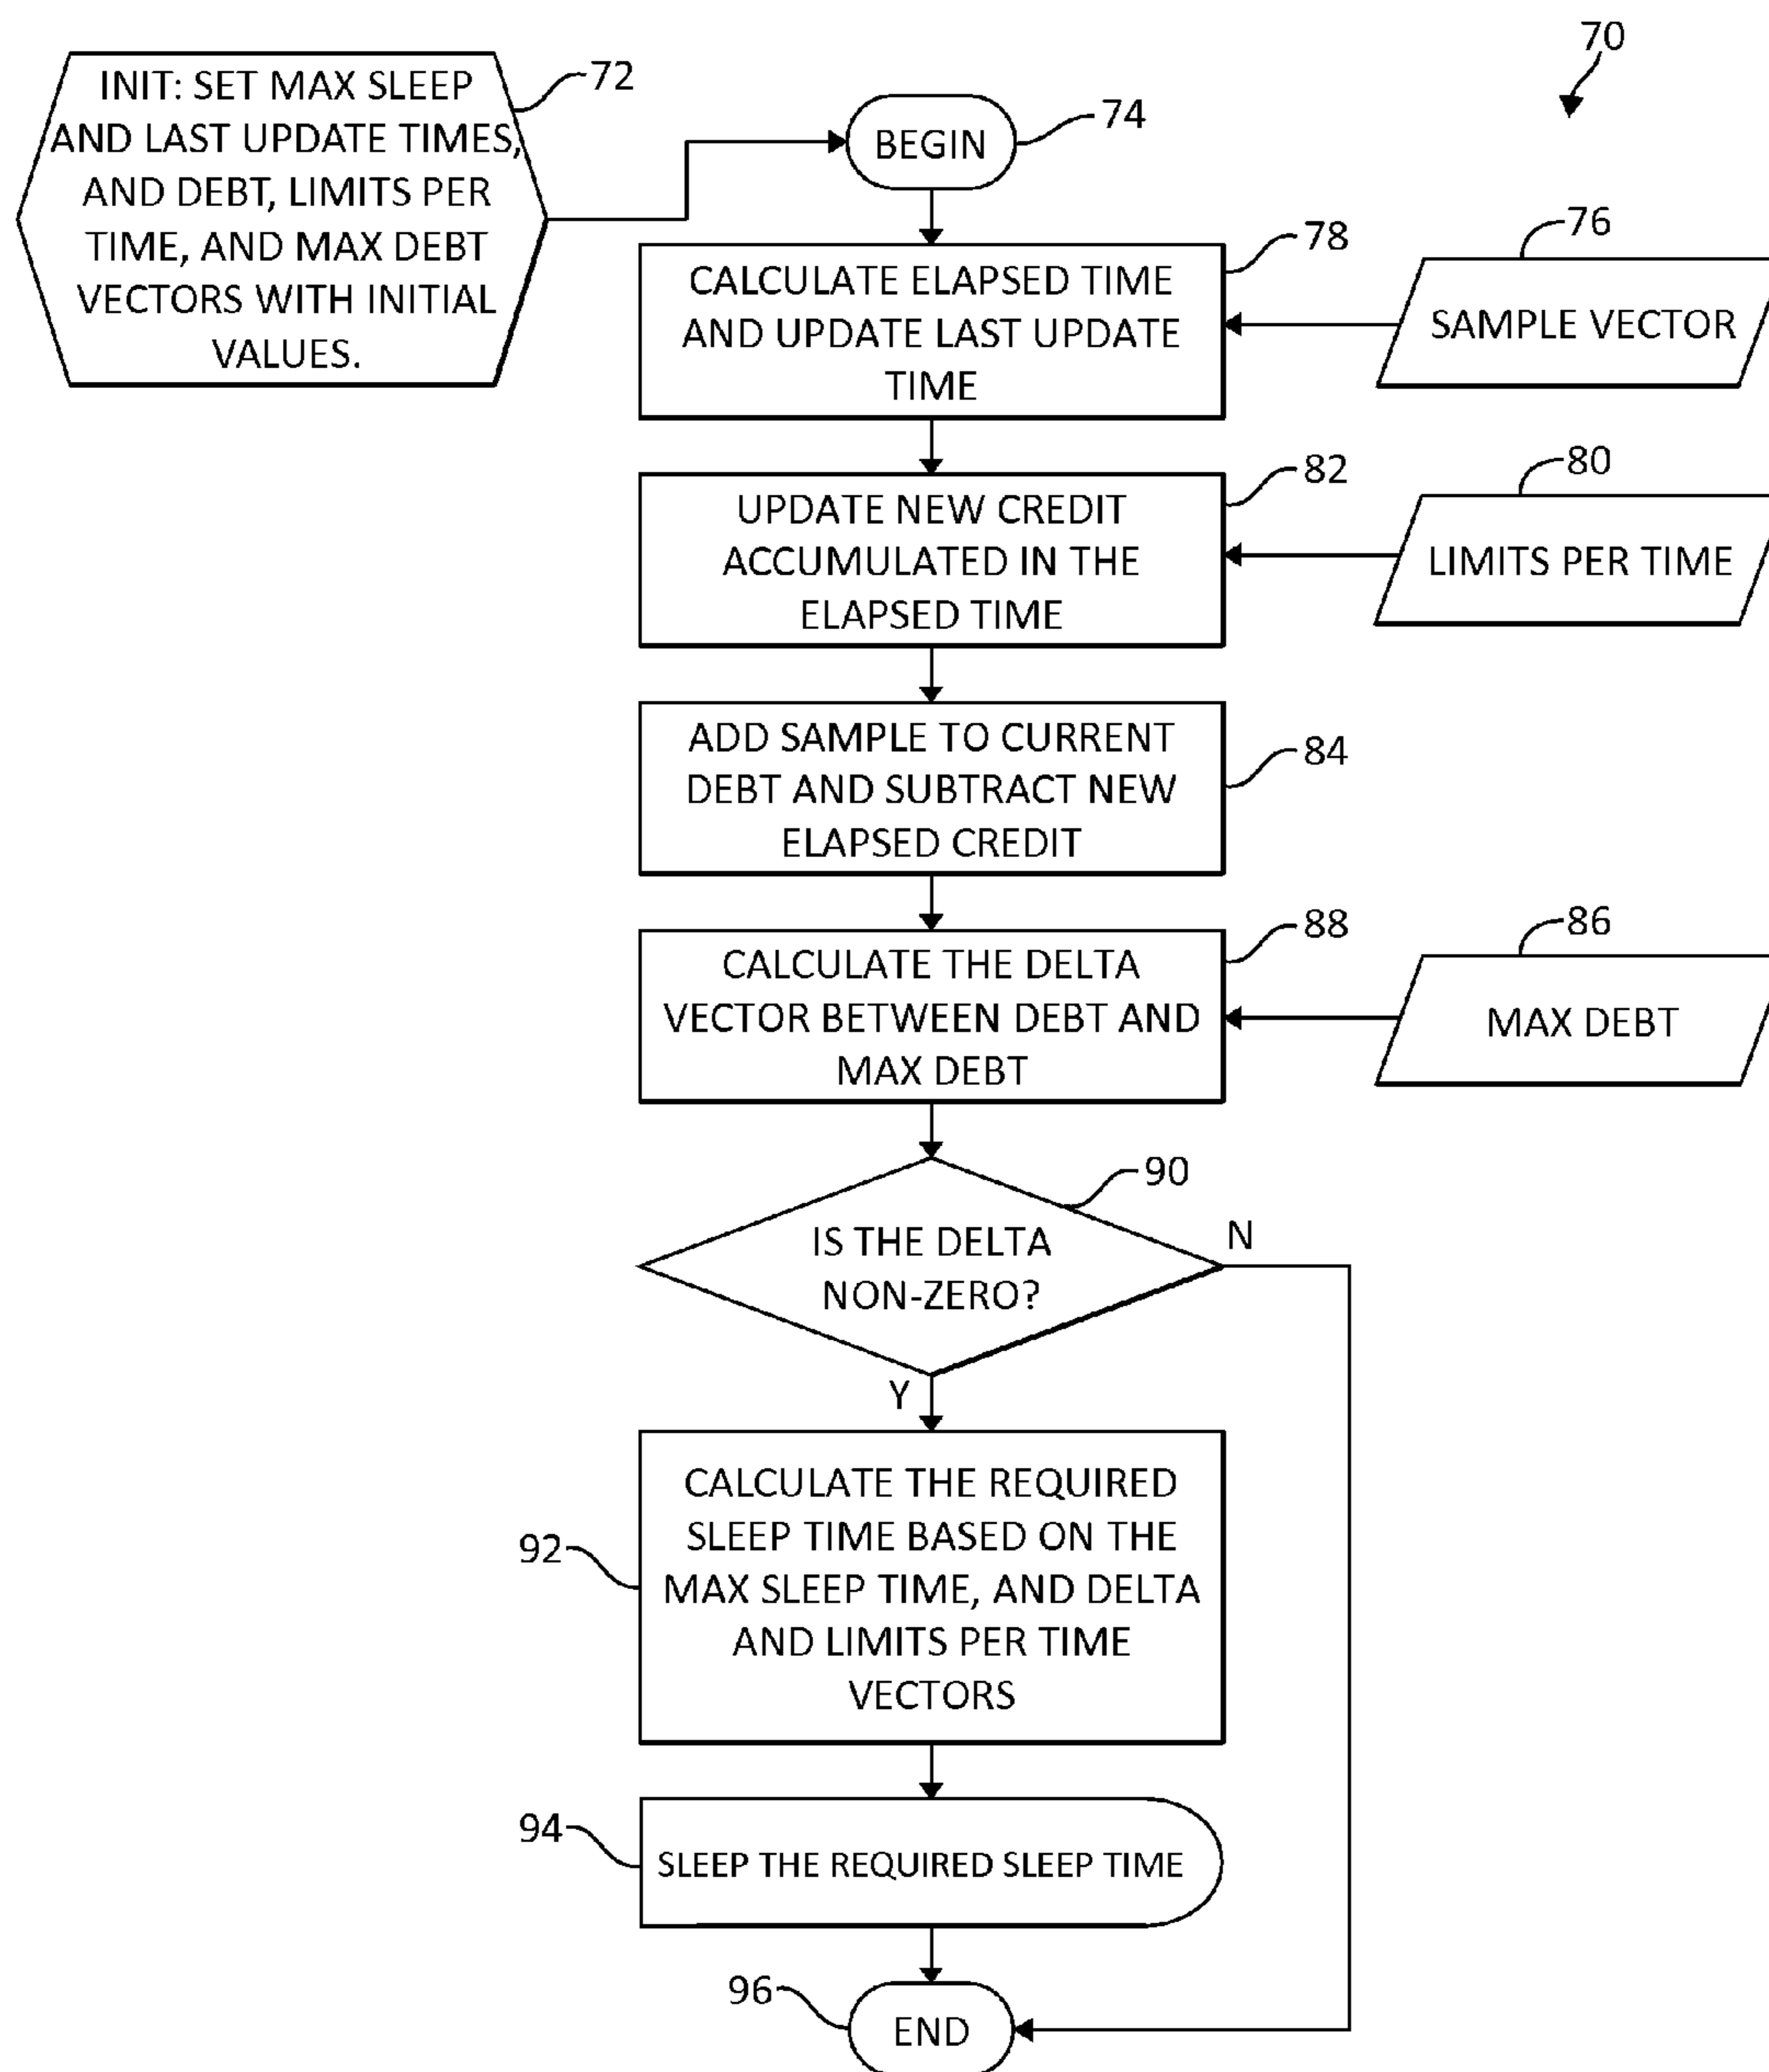 70
INIT: SET MAX SLEEP
AND LAST UPDATE TIMES,
AND DEBT, LIMITS PER
TIME, AND MAX DEBT
VECTORS WITH INITIAL
VALUES.
72
BEGIN
74
CALCULATE ELAPSED TIME
AND UPDATE LAST UPDATE
TIME
78
SAMPLE VECTOR
76
UPDATE NEW CREDIT
ACCUMULATED IN THE
ELAPSED TIME
82
LIMITS PER TIME
80
ADD SAMPLE TO CURRENT
DEBT AND SUBTRACT NEW
ELAPSED CREDIT
84
CALCULATE THE DELTA
VECTOR BETWEEN DEBT AND
MAX DEBT
88
MAX DEBT
86
IS THE DELTA
NON-ZERO?
90
N
Y
CALCULATE THE REQUIRED
SLEEP TIME BASED ON THE
MAX SLEEP TIME, AND DELTA
AND LIMITS PER TIME
VECTORS
92
SLEEP THE REQUIRED SLEEP TIME
94
END
96